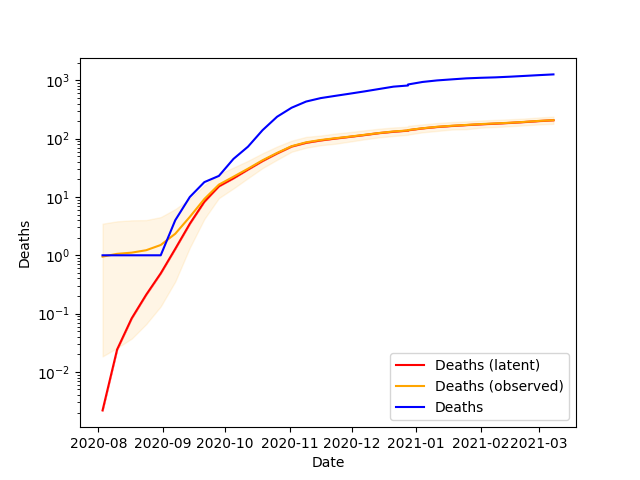 10³
10²
10¹
10⁰
10⁻¹
10⁻²
Deaths
Deaths (latent)
Deaths (observed)
Deaths
2020-08 2020-09 2020-10 2020-11 2020-12 2021-01 2021-02 2021-03
Date